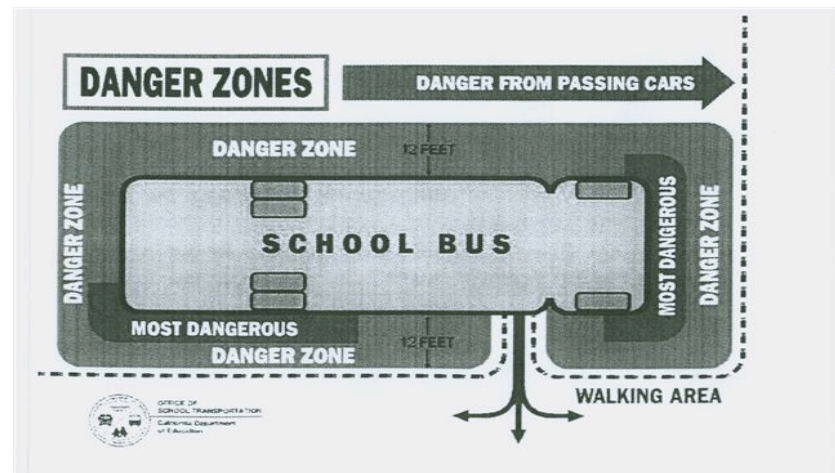 DANGER ZONES
DANGER FROM PASSING CARS
DANGER ZONE
12 FEET
DANGER ZONE
SCHOOL BUS
MOST DANGEROUS
DANGER ZONE
MOST DANGEROUS
DANGER ZONE
12 FEET
WALKING AREA
OFFICE OF
SCHOOL TRANSPORTATION
California Department
of Education